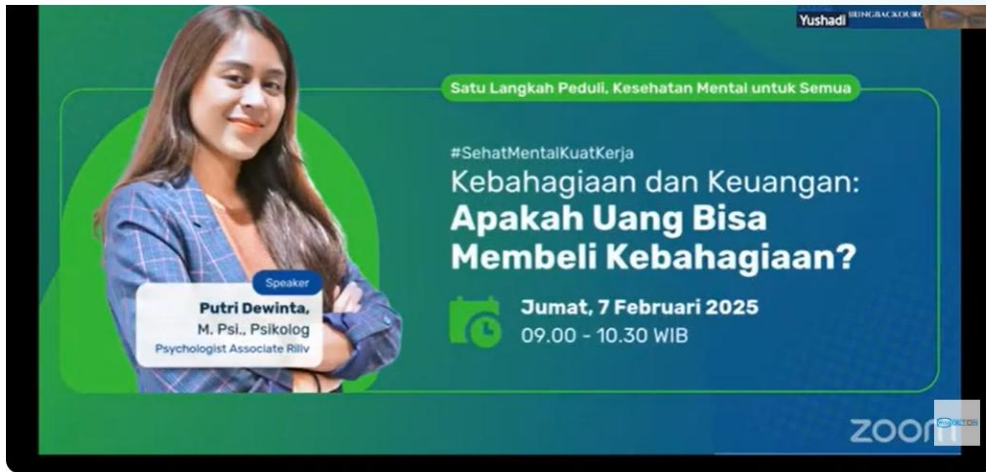 Yushadi
Satu Langkah Peduli, Kesehatan Mental untuk Semua
#SehatMentalKuatKerja
Kebahagiaan dan Keuangan:
Apakah Uang Bisa
Membeli Kebahagiaan?
Speaker
Putri Dewinta,
M. Psi., Psikolog
Psychologist Associate Riliv
Jumat, 7 Februari 2025
09.00 - 10.30 WIB
zoom